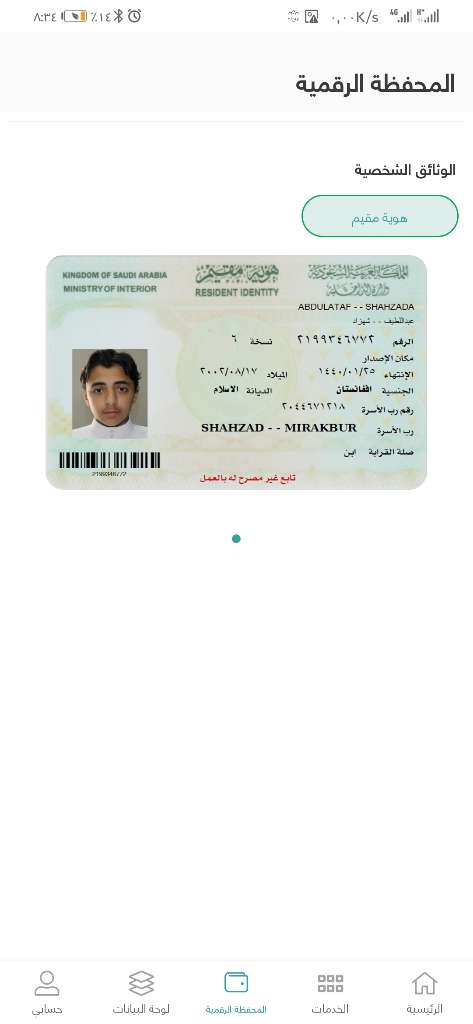 ٨:٣٤ ٪١٤ ٠,٠٠K/s 4G H+
المحفظة الرقمية
الوثائق الشخصية
هوية مقيم
KINGDOM OF SAUDI ARABIA هوية مقيم المملكة العربية السعودية
MINISTRY OF INTERIOR RESIDENT IDENTITY وزارة الداخلية
ABDULATAF - - SHAHZADA
عبداللطيف - - شهزاد
الرقم ٢١٩٩٣٤٦٧٧٢ نسخة ٦
مكان الإصدار
الإنتهاء ١٤٤٠/٠١/٢٥ الميلاد ٢٠٠٢/٠٨/١٧
الجنسية افغانستان الديانة الاسلام
رقم رب الأسرة ٢٠٤٤٦٧١٢١٨
رب الأسرة SHAHZAD - - MIRAKBUR
صلة القرابة ابن
2199346772
تابع غير مصرح له بالعمل
الرئيسية
الخدمات
المحفظة الرقمية
لوحة البيانات
حسابي